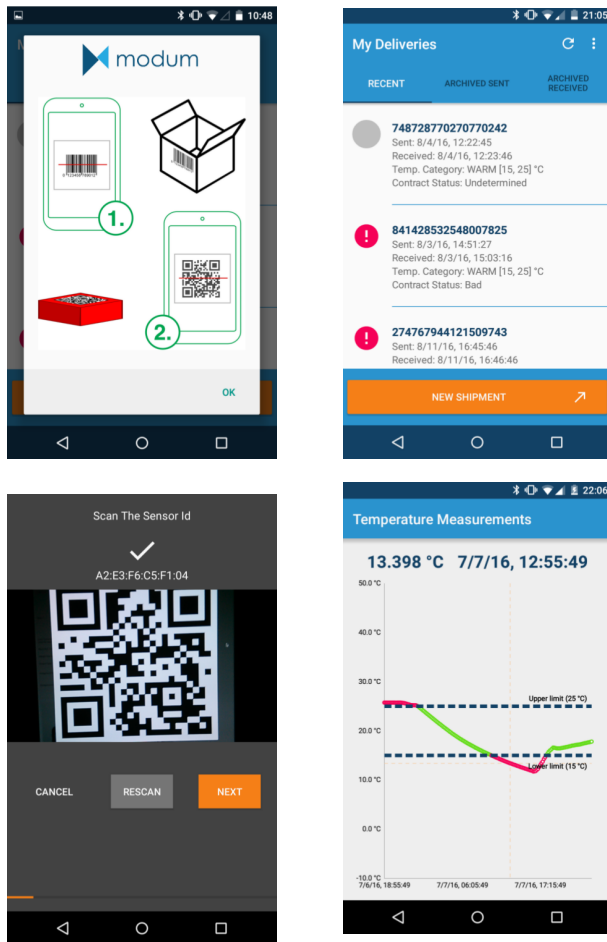 10:48
modum
9 123456 789012
1.
2.
OK
21:05
My Deliveries
RECENT
ARCHIVED SENT
ARCHIVED
RECEIVED
748728770270770242
Sent: 8/4/16, 12:22:45
Received: 8/4/16, 12:23:46
Temp. Category: WARM [15, 25] °C
Contract Status: Undetermined
841428532548007825
Sent: 8/3/16, 14:51:27
Received: 8/3/16, 15:03:16
Temp. Category: WARM [15, 25] °C
Contract Status: Bad
274767944121509743
Sent: 8/11/16, 16:45:46
Received: 8/11/16, 16:46:46
NEW SHIPMENT
Scan The Sensor Id
A2:E3:F6:C5:F1:04
CANCEL
RESCAN
NEXT
22:06
Temperature Measurements
13.398 °C 7/7/16, 12:55:49
50.0 °C
40.0 °C
30.0 °C
Upper limit (25 °C)
20.0 °C
Lower limit (15 °C)
10.0 °C
0.0 °C
-10.0 °C
7/6/16, 18:55:49
7/7/16, 06:05:49
7/7/16, 17:15:49